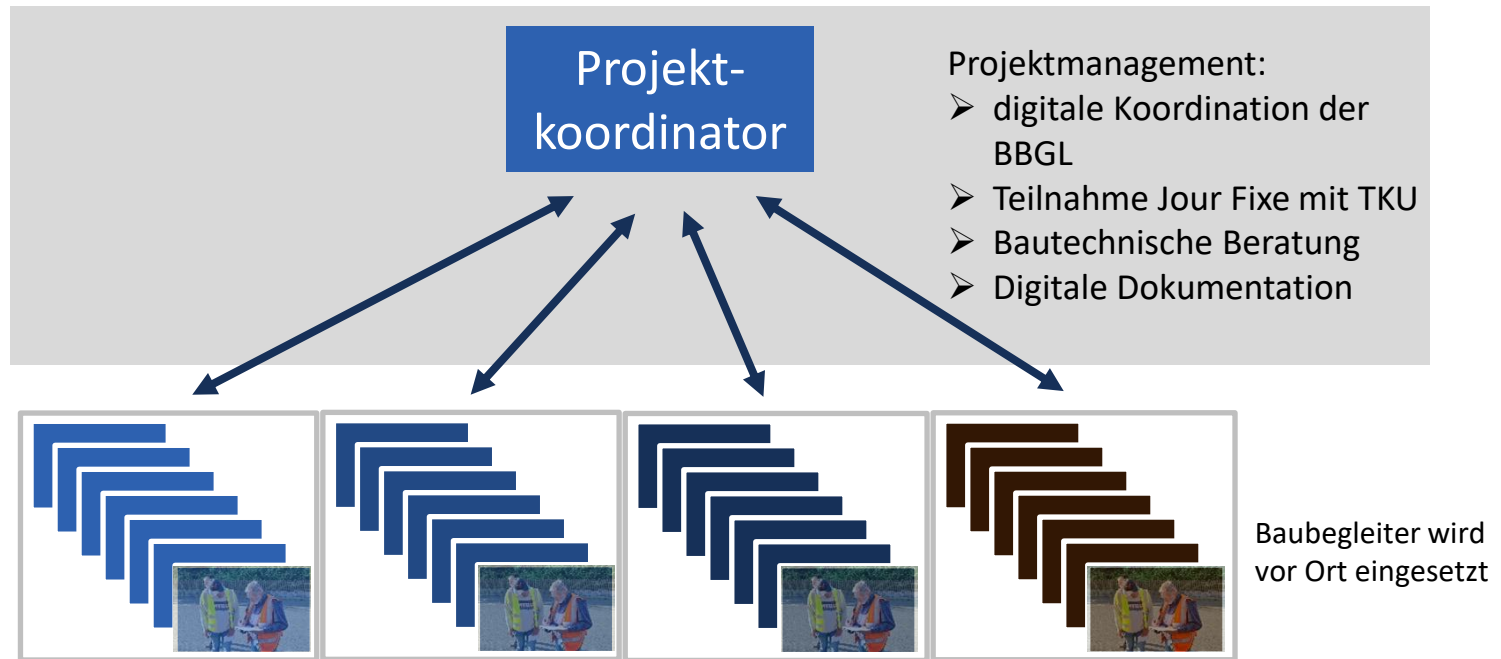 Projekt-
koordinator
Projektmanagement:
➢ digitale Koordination der
BBGL
➢ Teilnahme Jour Fixe mit TKU
➢ Bautechnische Beratung
➢ Digitale Dokumentation
Baubegleiter wird
vor Ort eingesetzt